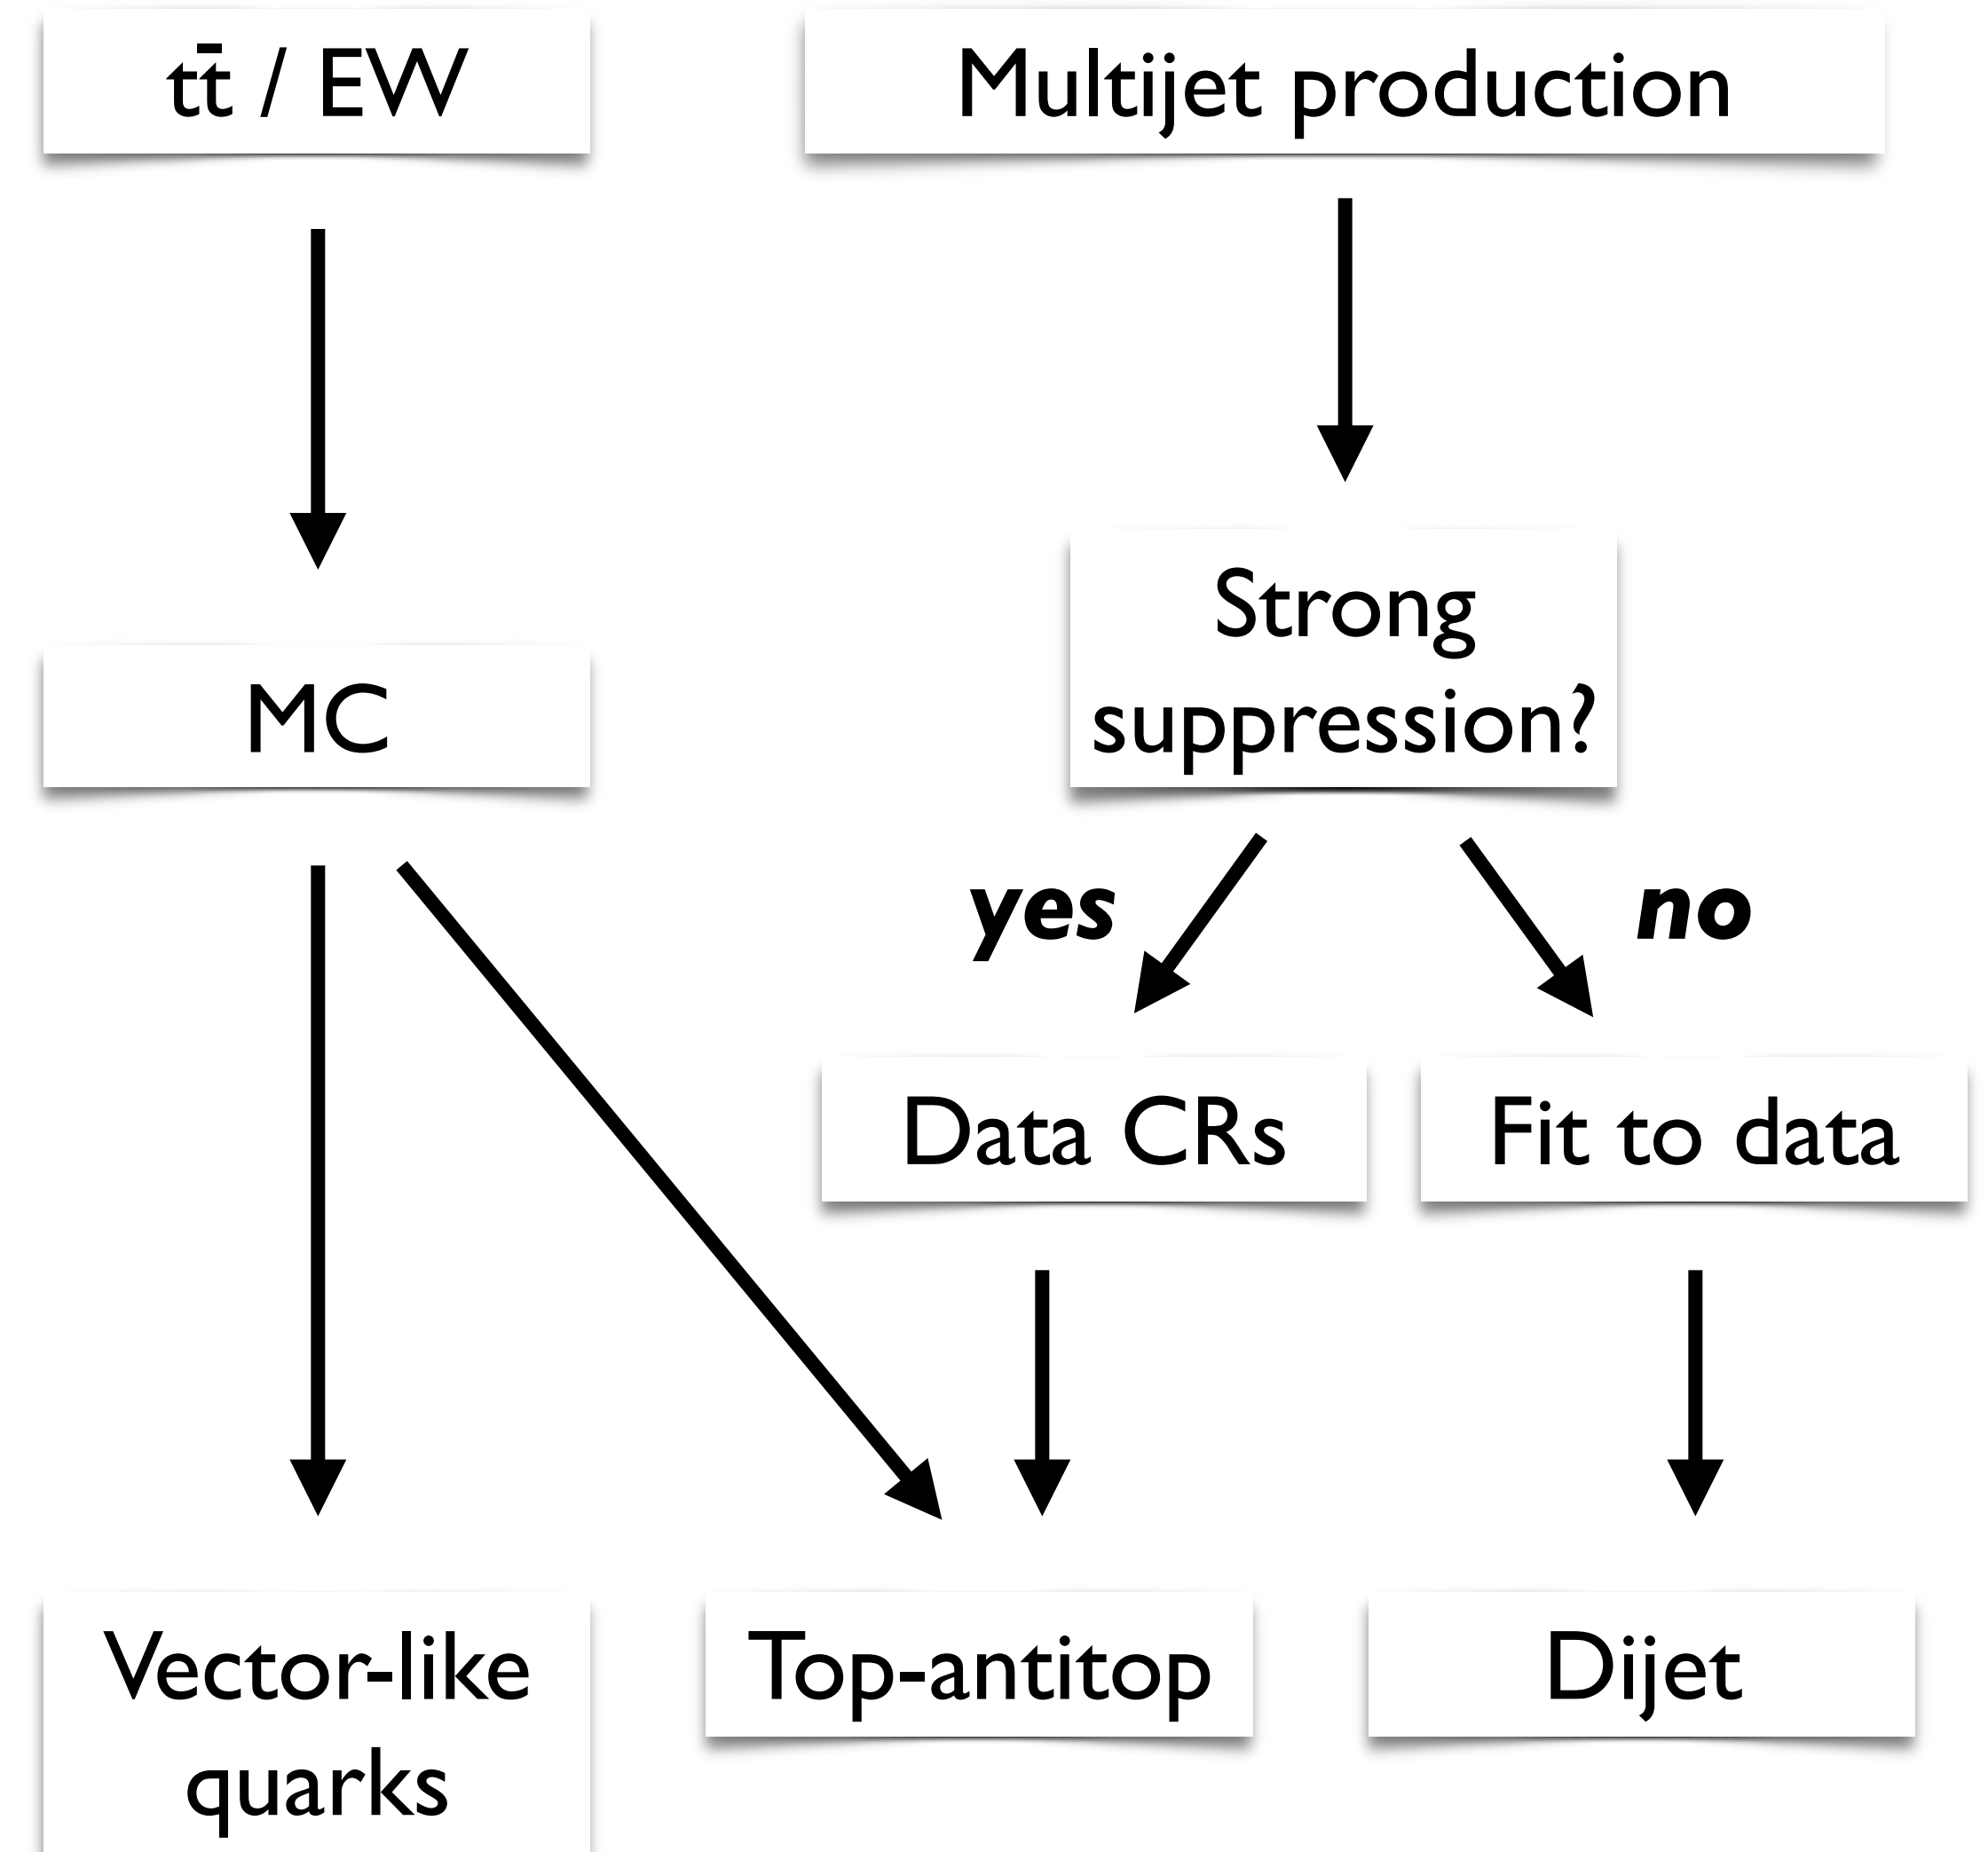 tt̄ / EW
Multijet production
Strong
suppression?
MC
yes
no
Data CRs
Fit to data
Vector-like
quarks
Top-antitop
Dijet